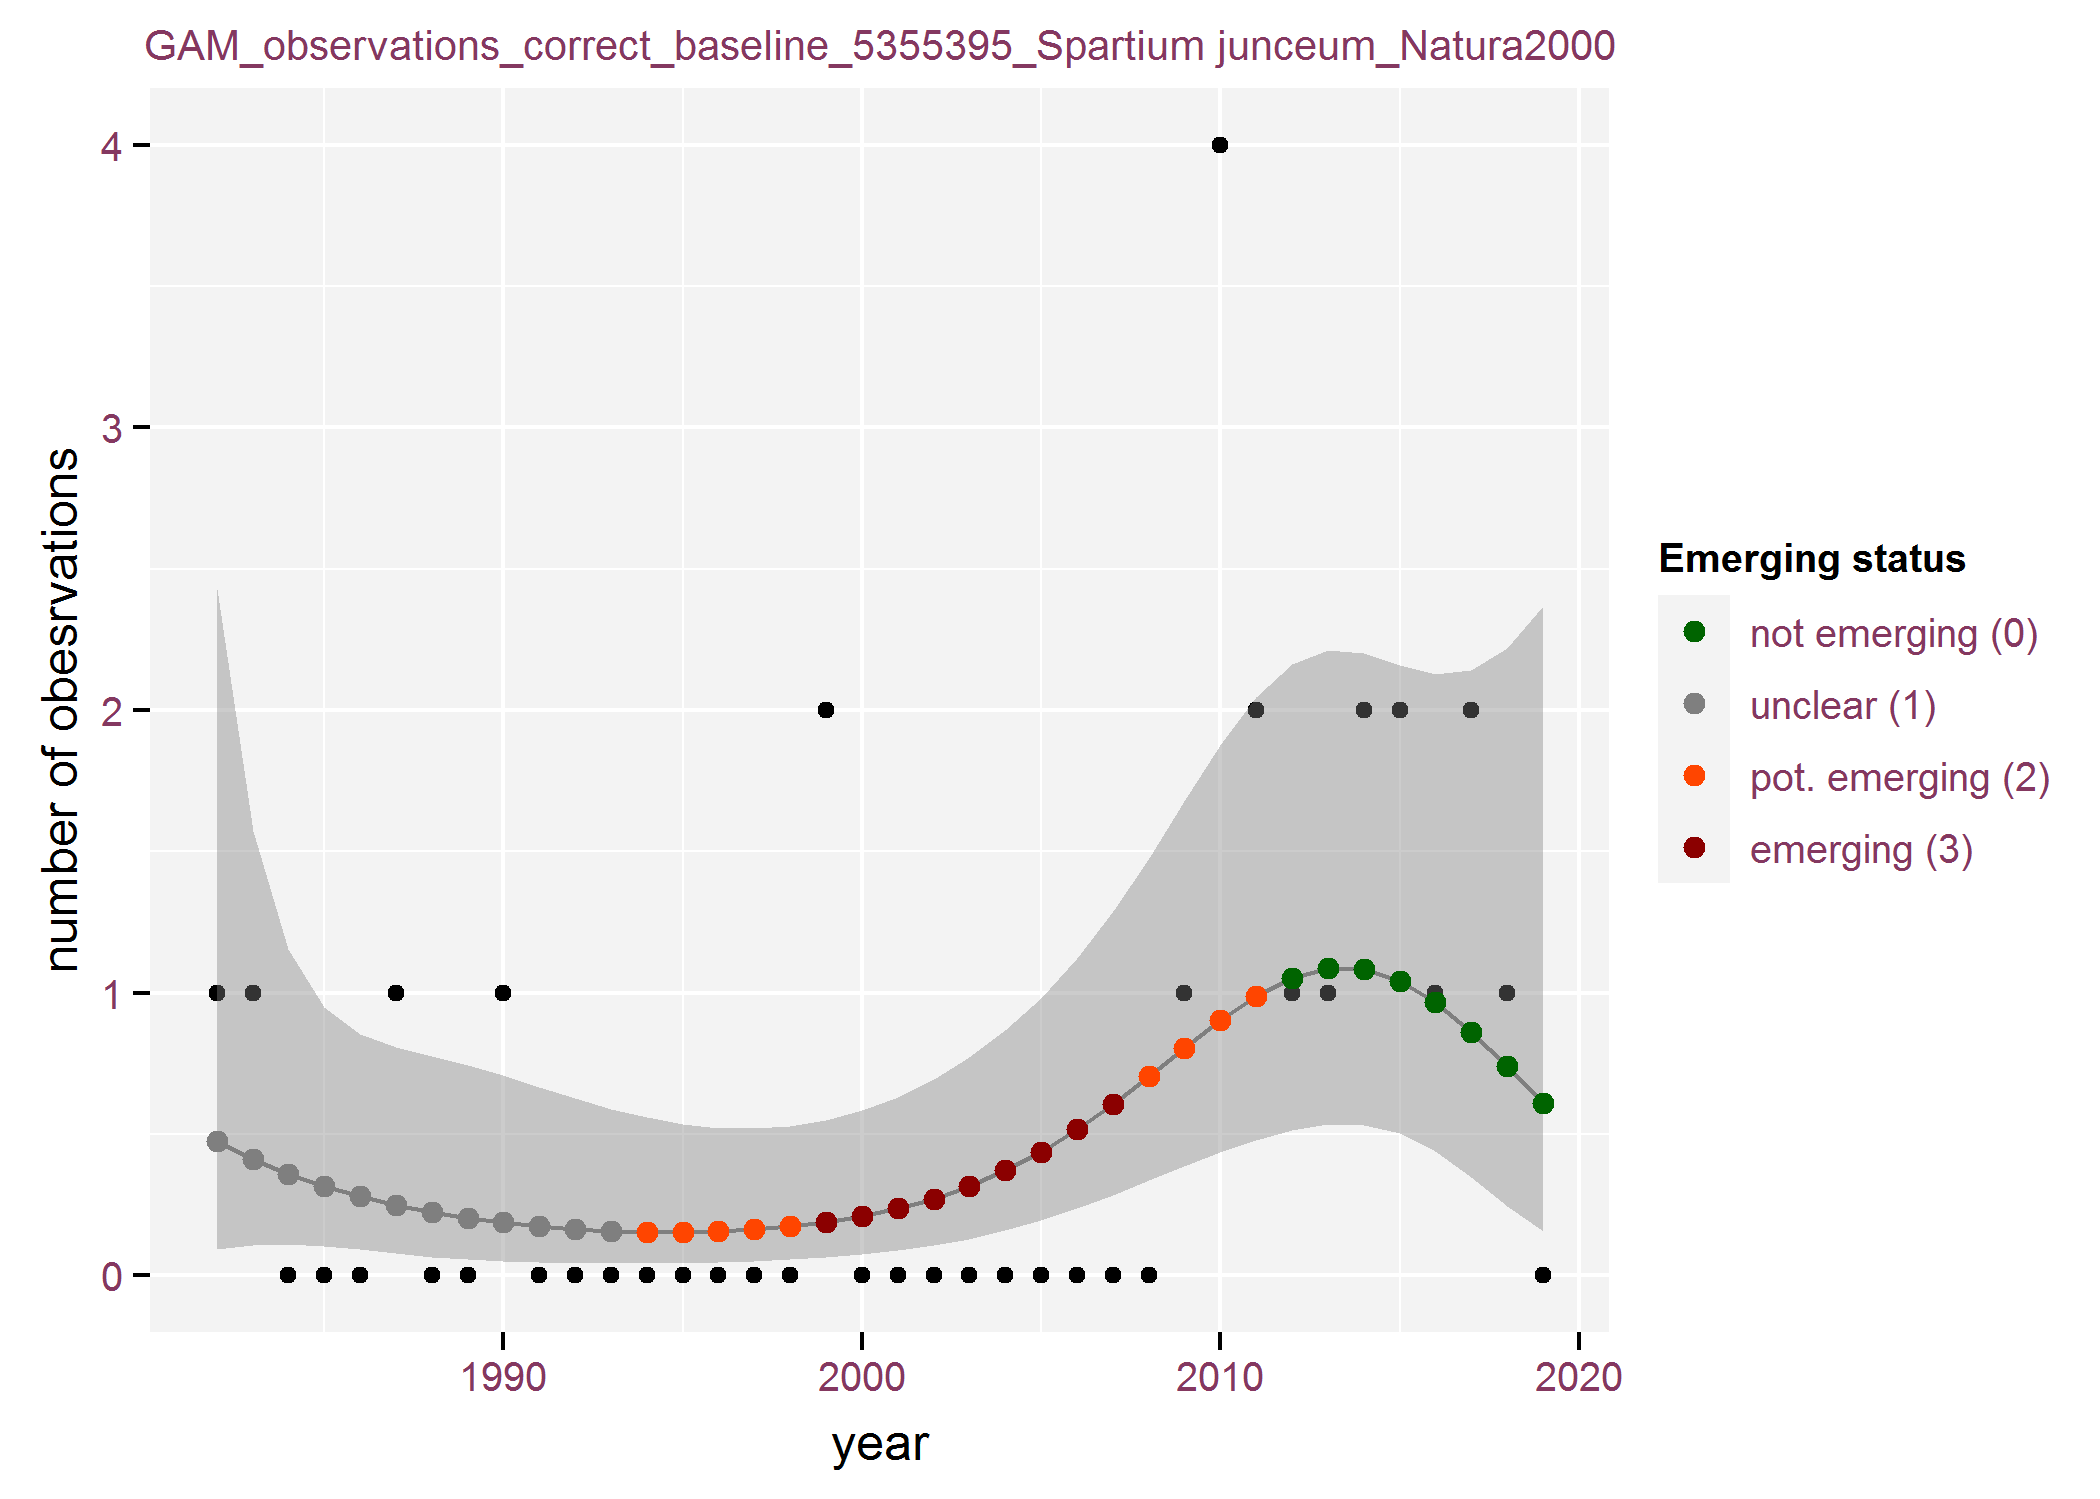 GAM_observations_correct_baseline_5355395_Spartium junceum_Natura2000
number of obesrvations
4
3
2
1
0
1990
2000
2010
2020
year
Emerging status
not emerging (0)
unclear (1)
pot. emerging (2)
emerging (3)